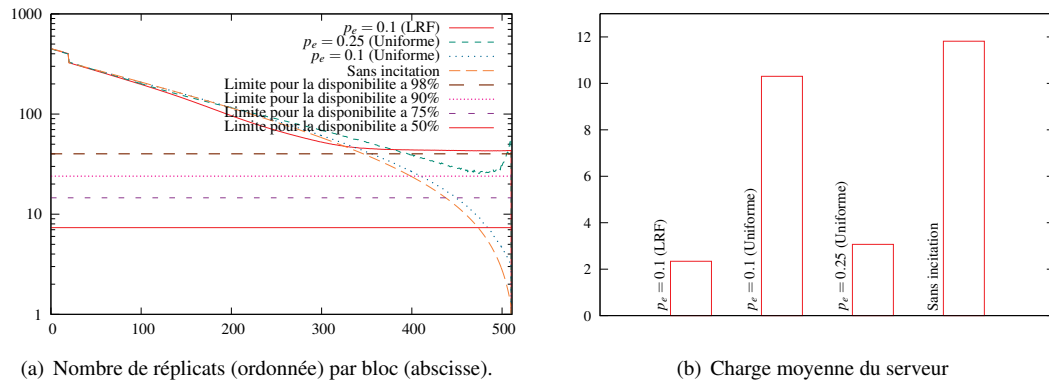 p_e = 0.1 (LRF)
p_e = 0.25 (Uniforme)
p_e = 0.1 (Uniforme)
Sans incitation
Limite pour la disponibilite a 98%
Limite pour la disponibilite a 90%
Limite pour la disponibilite a 75%
Limite pour la disponibilite a 50%
1000
100
10
1
0 100 200 300 400 500
(a) Nombre de réplicats (ordonnée) par bloc (abscisse).
12
10
8
6
4
2
0
p_e = 0.1 (LRF)
p_e = 0.1 (Uniforme)
p_e = 0.25 (Uniforme)
Sans incitation
(b) Charge moyenne du serveur